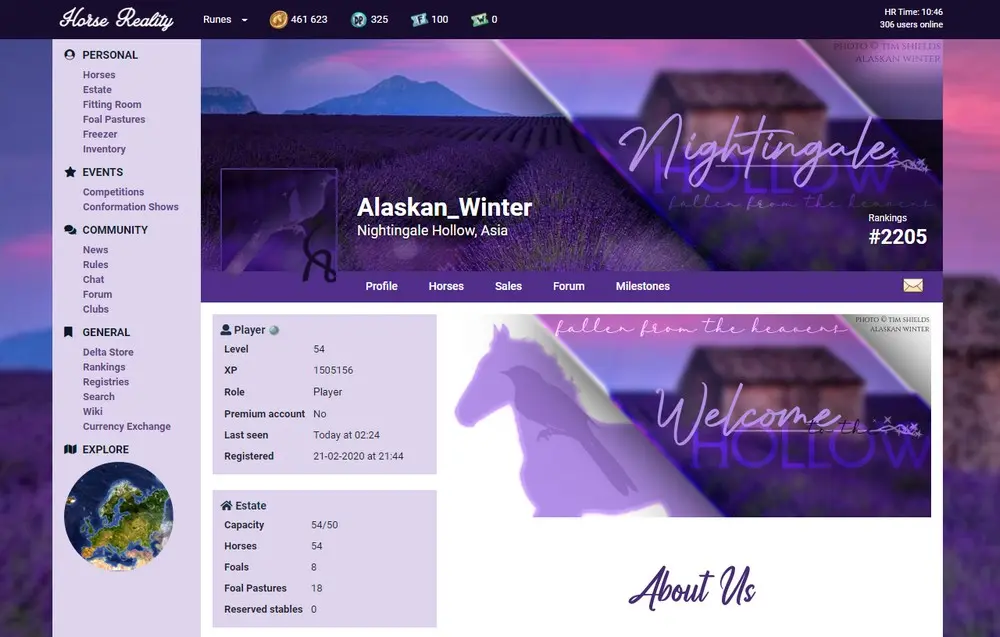 Horse Reality
Runes
461 623
DP
325
100
0
HR Time: 10:46
306 users online
PERSONAL
Horses
Estate
Fitting Room
Foal Pastures
Freezer
Inventory
EVENTS
Competitions
Conformation Shows
COMMUNITY
News
Rules
Chat
Forum
Clubs
GENERAL
Delta Store
Rankings
Registries
Search
Wiki
Currency Exchange
EXPLORE
PHOTO © TIM SHIELDS
ALASKAN WINTER
Nightingale
HOLLOW
fallen from the heavens
Alaskan_Winter
Nightingale Hollow, Asia
Rankings
#2205
Profile
Horses
Sales
Forum
Milestones
Player
Level 54
XP 1505156
Role Player
Premium account No
Last seen Today at 02:24
Registered 21-02-2020 at 21:44
Estate
Capacity 54/50
Horses 54
Foals 8
Foal Pastures 18
Reserved stables 0
fallen from the heavens
PHOTO © TIM SHIELDS
ALASKAN WINTER
Welcome
to the
HOLLOW
About Us